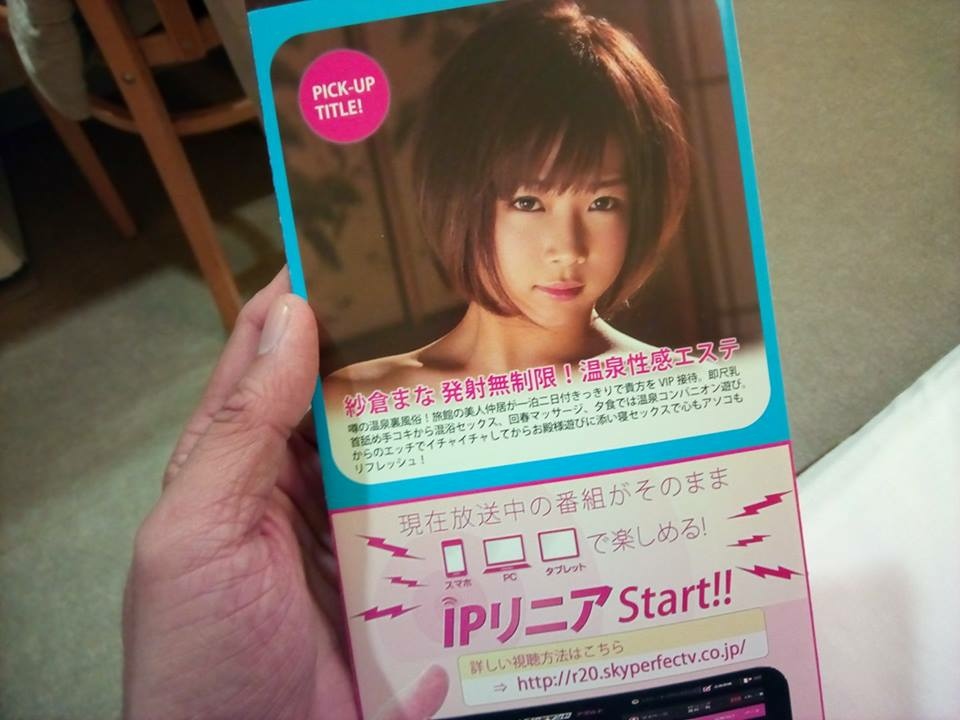 PICK-UP
TITLE!
紗倉まな 発射無制限!温泉性感エステ
噂の温泉裏風俗!旅館の美人仲居が一泊二日付きっきりで貴方を VIP 接待。即尺乳
首舐め手コキから混浴セックス、回春マッサージ、夕食では温泉コンパニオン遊び。
からのエッチでイチャイチャしてからお殿様遊びに添い寝セックスで心もアソコも
リフレッシュ!
現在放送中の番組がそのまま
スマホ PC タブレット で楽しめる!
iPリニア Start!!
詳しい視聴方法はこちら
⇒ http://r20.skyperfectv.co.jp/